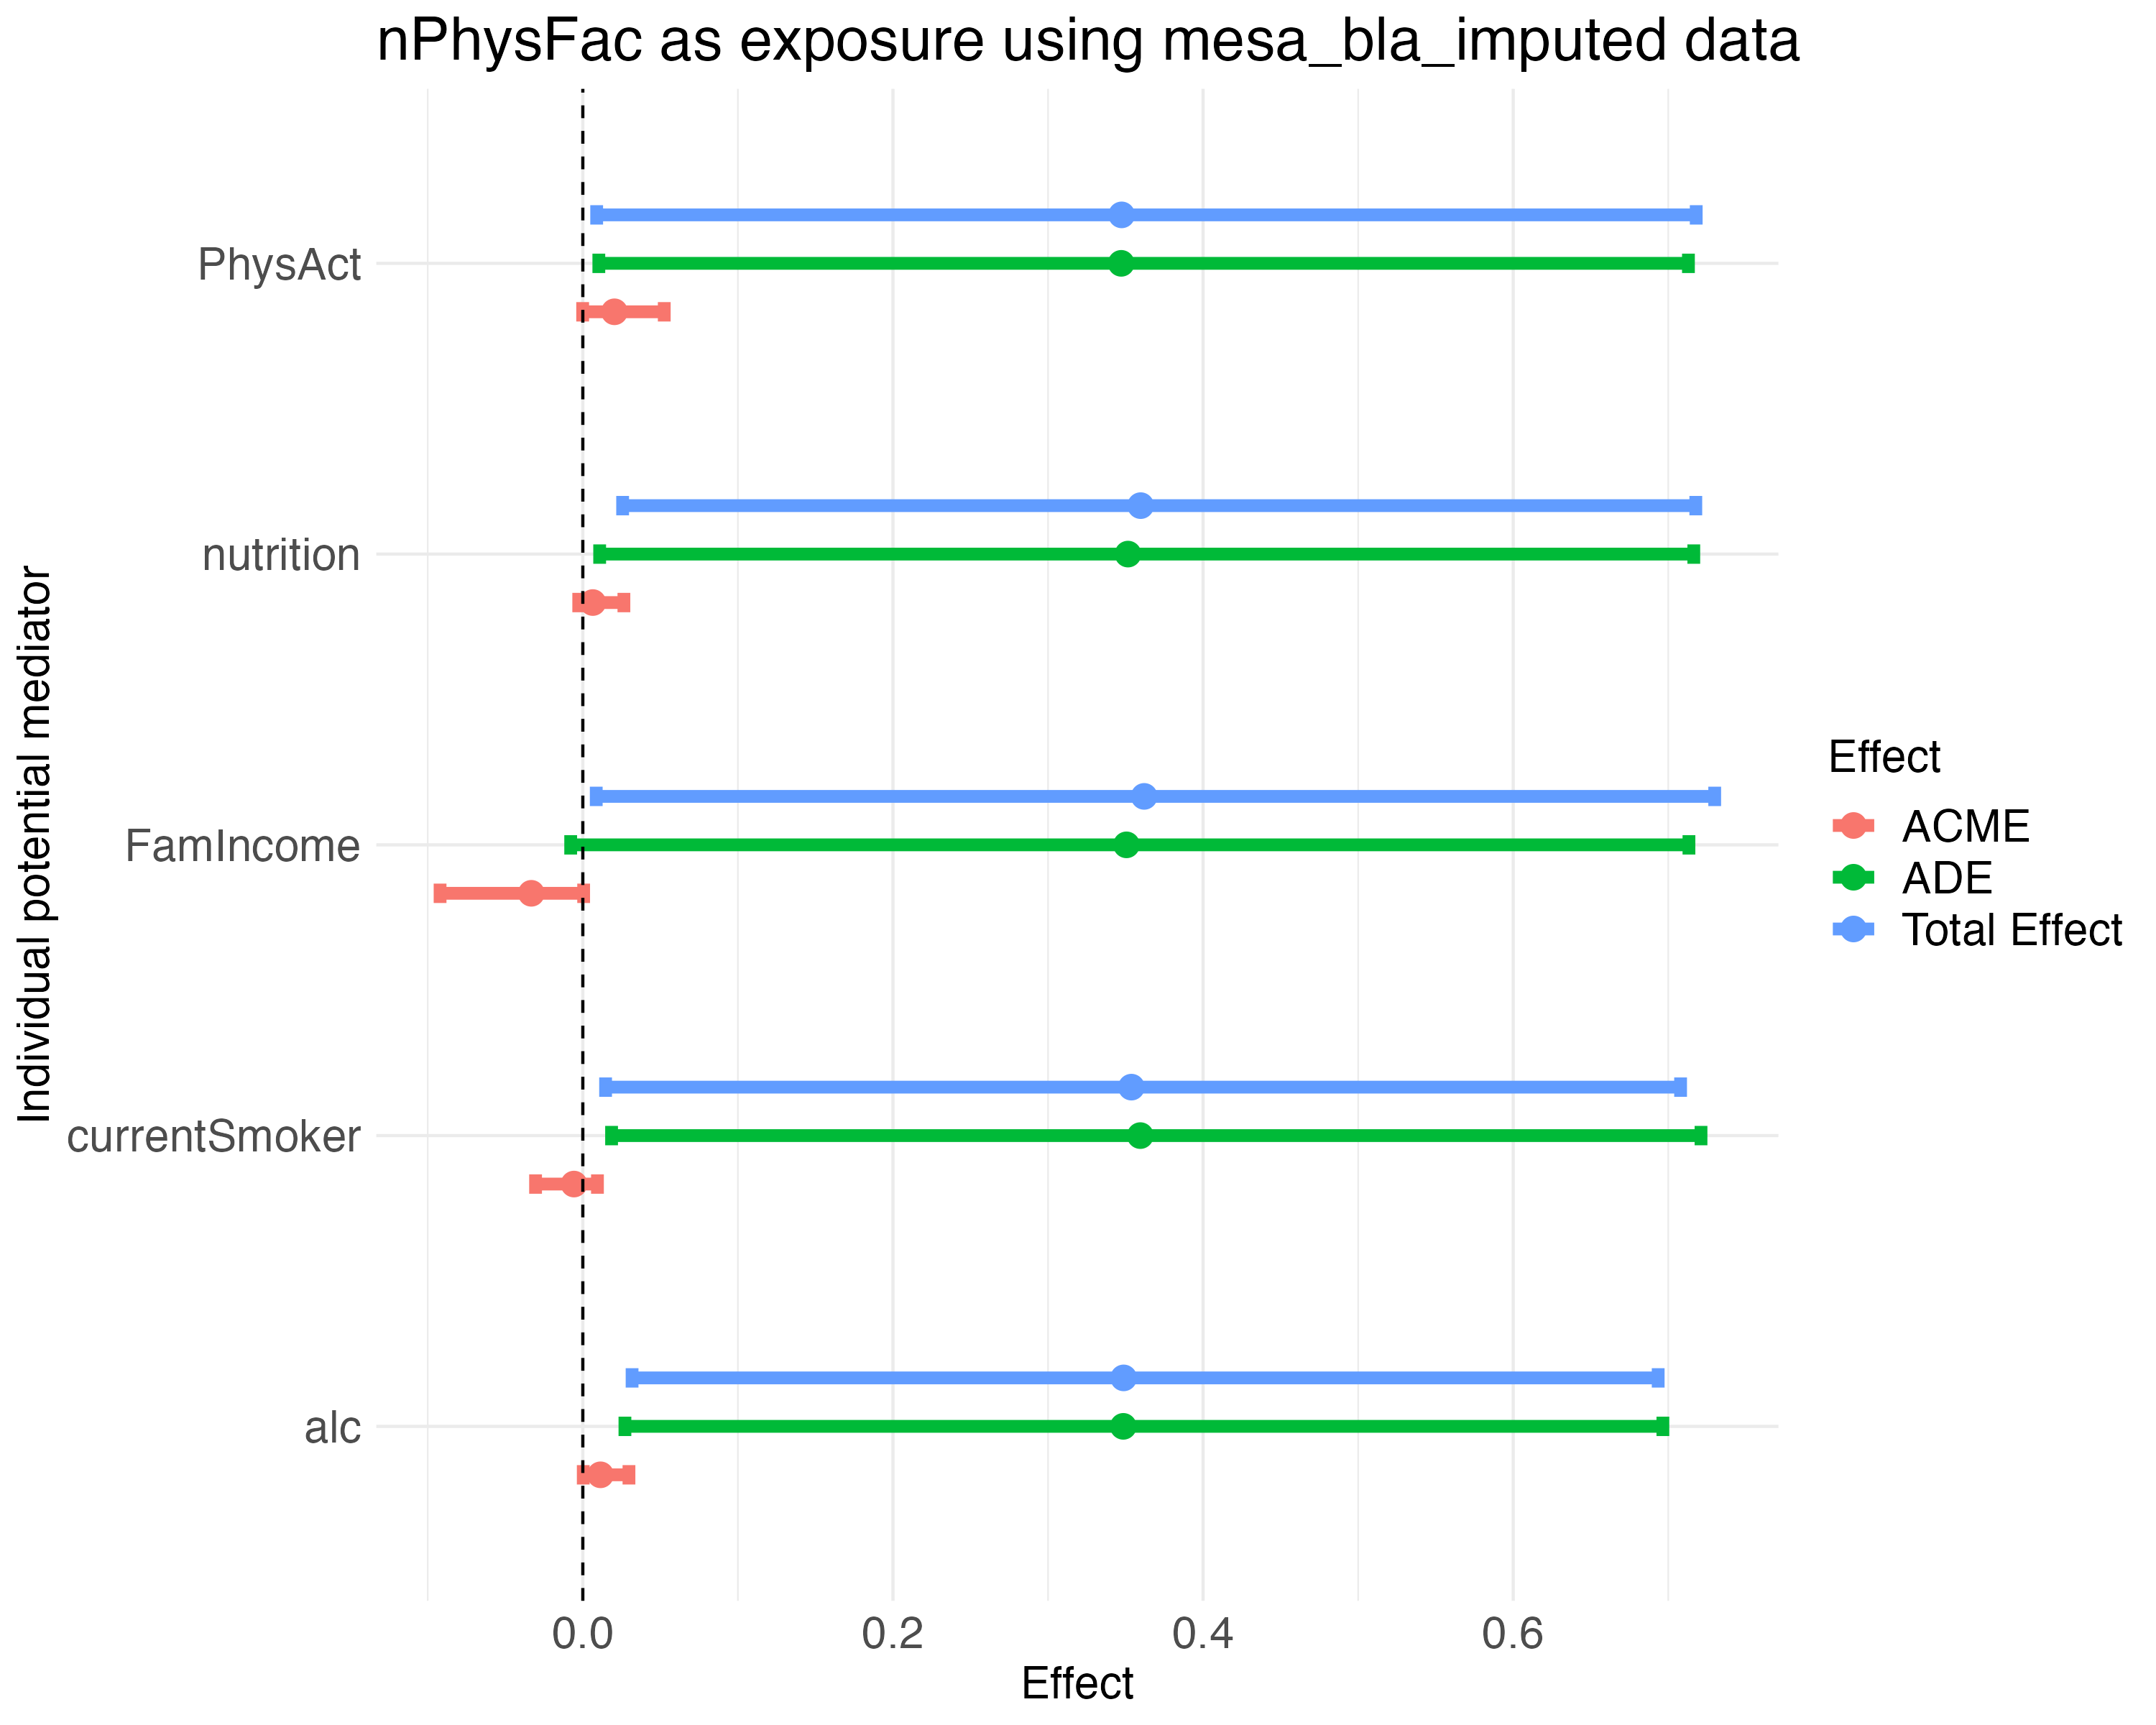 nPhysFac as exposure using mesa_bla_imputed data
Individual potential mediator
PhysAct
nutrition
FamIncome
currentSmoker
alc
0.0 0.2 0.4 0.6
Effect
Effect
ACME
ADE
Total Effect